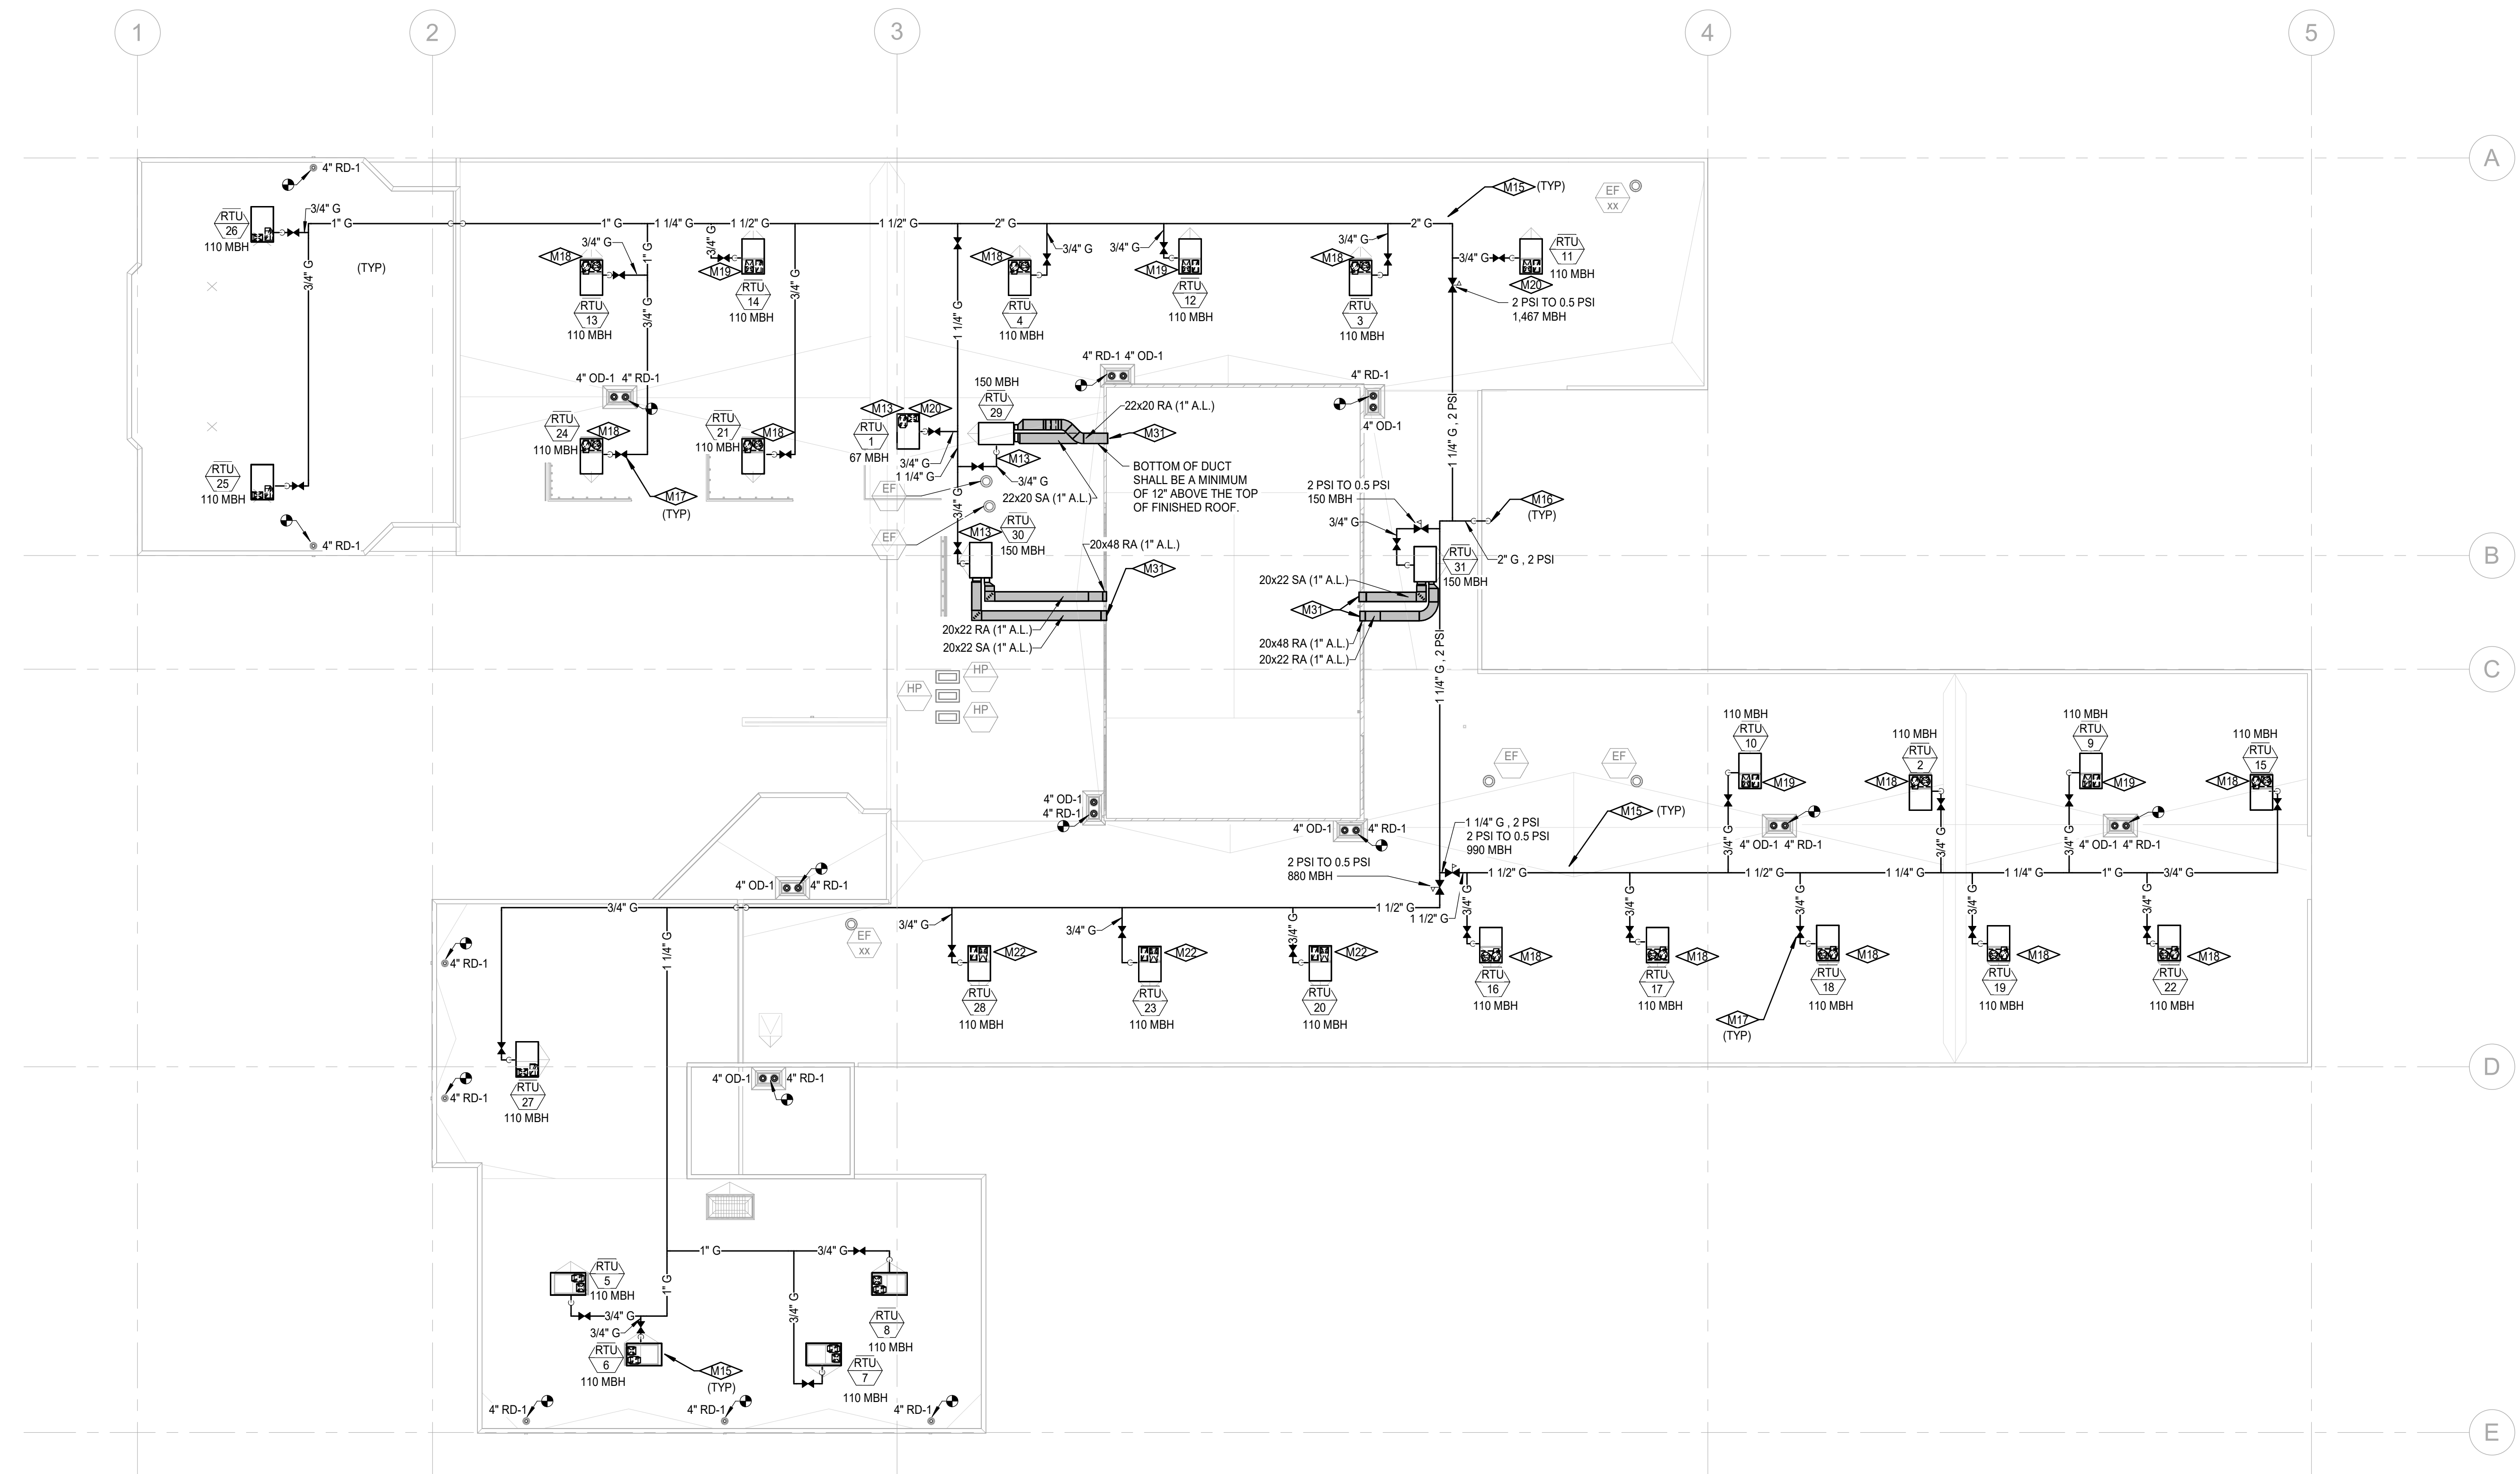 1
2
3
4
5
A
B
C
D
E
4" RD-1
RTU
26
110 MBH
3/4" G
1" G
3/4" G
(TYP)
RTU
25
110 MBH
4" RD-1
1" G
1 1/4" G
1 1/2" G
1 1/2" G
2" G
2" G
M15
(TYP)
EF
xx
M18
3/4" G
1" G
3/4" G
RTU
13
110 MBH
3/4" G
M19
RTU
14
110 MBH
3/4" G
M18
3/4" G
RTU
4
110 MBH
3/4" G
M19
RTU
12
110 MBH
3/4" G
M18
RTU
3
110 MBH
3/4" G
RTU
11
110 MBH
M20
2 PSI TO 0.5 PSI
1,467 MBH
4" OD-1
4" RD-1
RTU
24
110 MBH
M18
M17
(TYP)
RTU
21
110 MBH
M18
1 1/4" G
M13
M20
RTU
1
67 MBH
3/4" G
1 1/4" G
150 MBH
RTU
29
M13
3/4" G
22x20 RA (1" A.L.)
M31
22x20 SA (1" A.L.)
BOTTOM OF DUCT
SHALL BE A MINIMUM
OF 12" ABOVE THE TOP
OF FINISHED ROOF.
4" RD-1
4" OD-1
4" RD-1
4" OD-1
EF
EF
3/4" G
M13
RTU
30
150 MBH
20x48 RA (1" A.L.)
M31
20x22 RA (1" A.L.)
20x22 SA (1" A.L.)
1 1/4" G , 2 PSI
2 PSI TO 0.5 PSI
150 MBH
3/4" G
M16
(TYP)
2" G , 2 PSI
RTU
31
150 MBH
20x22 SA (1" A.L.)
M31
20x48 RA (1" A.L.)
20x22 RA (1" A.L.)
1 1/4" G , 2 PSI
HP
HP
HP
4" OD-1
4" RD-1
4" OD-1
4" RD-1
EF
EF
110 MBH
RTU
10
M19
3/4" G
110 MBH
RTU
2
M18
3/4" G
110 MBH
RTU
9
M19
3/4" G
110 MBH
RTU
15
M18
M15
(TYP)
4" OD-1
4" RD-1
4" OD-1
4" RD-1
1 1/4" G , 2 PSI
2 PSI TO 0.5 PSI
990 MBH
2 PSI TO 0.5 PSI
880 MBH
1 1/2" G
1 1/2" G
1 1/4" G
1 1/4" G
1" G
3/4" G
4" OD-1
4" RD-1
3/4" G
1 1/2" G
1 1/2" G
4" RD-1
1 1/4" G
EF
xx
3/4" G
M22
RTU
28
110 MBH
3/4" G
M22
RTU
23
110 MBH
3/4" G
M22
RTU
20
110 MBH
3/4" G
M18
RTU
16
110 MBH
3/4" G
M18
RTU
17
110 MBH
3/4" G
M18
RTU
18
110 MBH
M17
(TYP)
3/4" G
M18
RTU
19
110 MBH
3/4" G
M18
RTU
22
110 MBH
4" RD-1
RTU
27
110 MBH
4" OD-1
4" RD-1
1" G
3/4" G
RTU
5
110 MBH
1" G
3/4" G
3/4" G
RTU
6
110 MBH
M15
(TYP)
3/4" G
RTU
8
110 MBH
RTU
7
110 MBH
4" RD-1
4" RD-1
4" RD-1